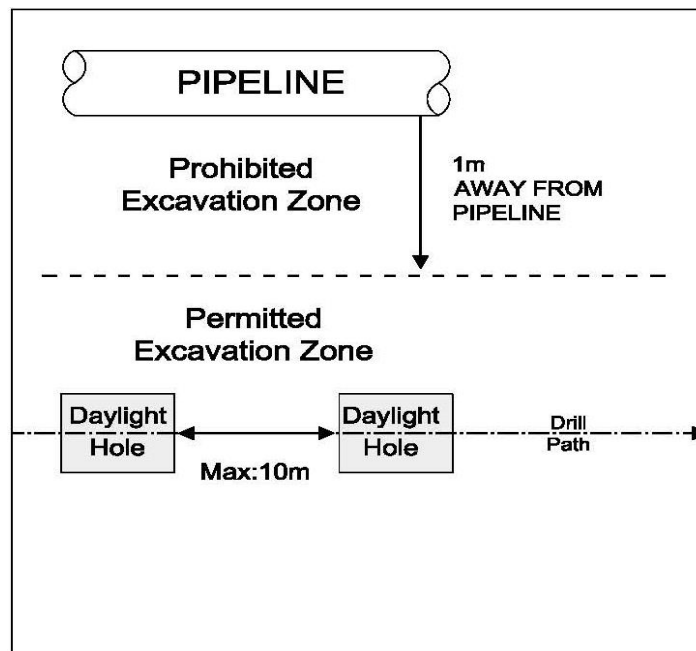 PIPELINE
Prohibited
Excavation Zone
1m
AWAY FROM
PIPELINE
Permitted
Excavation Zone
Daylight
Hole
Max:10m
Daylight
Hole
Drill
Path